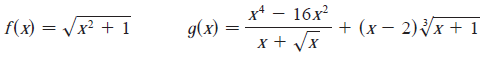 f(x) = √(x² + 1)    g(x) = (x⁴ − 16x²)/(x + √x) + (x − 2)∛(x + 1)